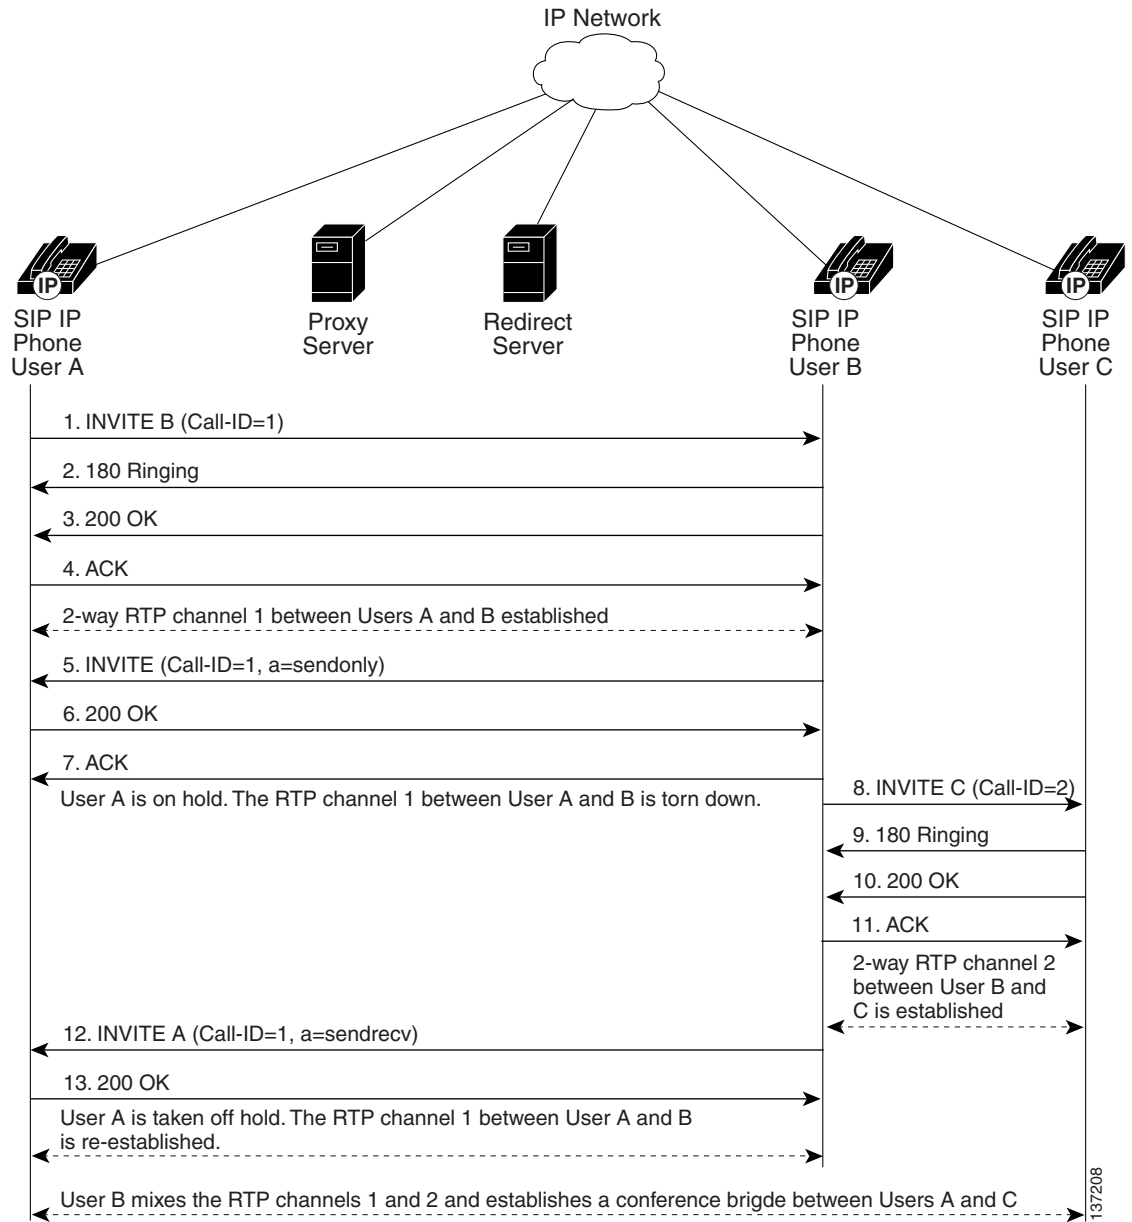 IP Network
IP
IP
IP
SIP IP
Phone
User A
Proxy
Server
Redirect
Server
SIP IP
Phone
User B
SIP IP
Phone
User C
1. INVITE B (Call-ID=1)
2. 180 Ringing
3. 200 OK
4. ACK
2-way RTP channel 1 between Users A and B established
5. INVITE (Call-ID=1, a=sendonly)
6. 200 OK
7. ACK
User A is on hold. The RTP channel 1 between User A and B is torn down.
8. INVITE C (Call-ID=2)
9. 180 Ringing
10. 200 OK
11. ACK
2-way RTP channel 2
between User B and
C is established
12. INVITE A (Call-ID=1, a=sendrecv)
13. 200 OK
User A is taken off hold. The RTP channel 1 between User A and B
is re-established.
User B mixes the RTP channels 1 and 2 and establishes a conference brigde between Users A and C
137208